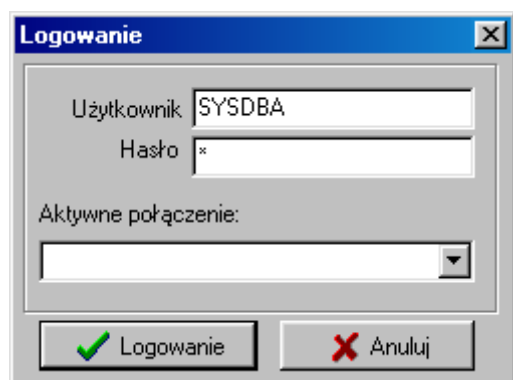 Logowanie
Użytkownik SYSDBA
Hasło *
Aktywne połączenie:
Logowanie Anuluj